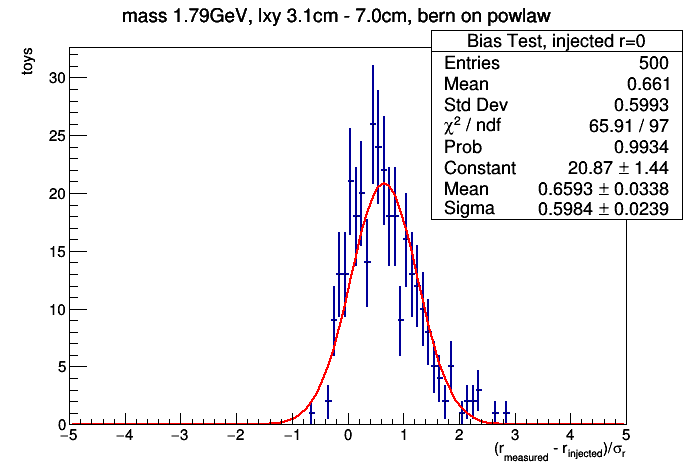 mass 1.79GeV, lxy 3.1cm - 7.0cm, bern on powlaw
toys
Bias Test, injected r=0
Entries 500
Mean 0.661
Std Dev 0.5993
χ² / ndf 65.91 / 97
Prob 0.9934
Constant 20.87 ± 1.44
Mean 0.6593 ± 0.0338
Sigma 0.5984 ± 0.0239
30
25
20
15
10
5
0
−5 −4 −3 −2 −1 0 1 2 3 4 5
(r_measured - r_injected)/σ_r